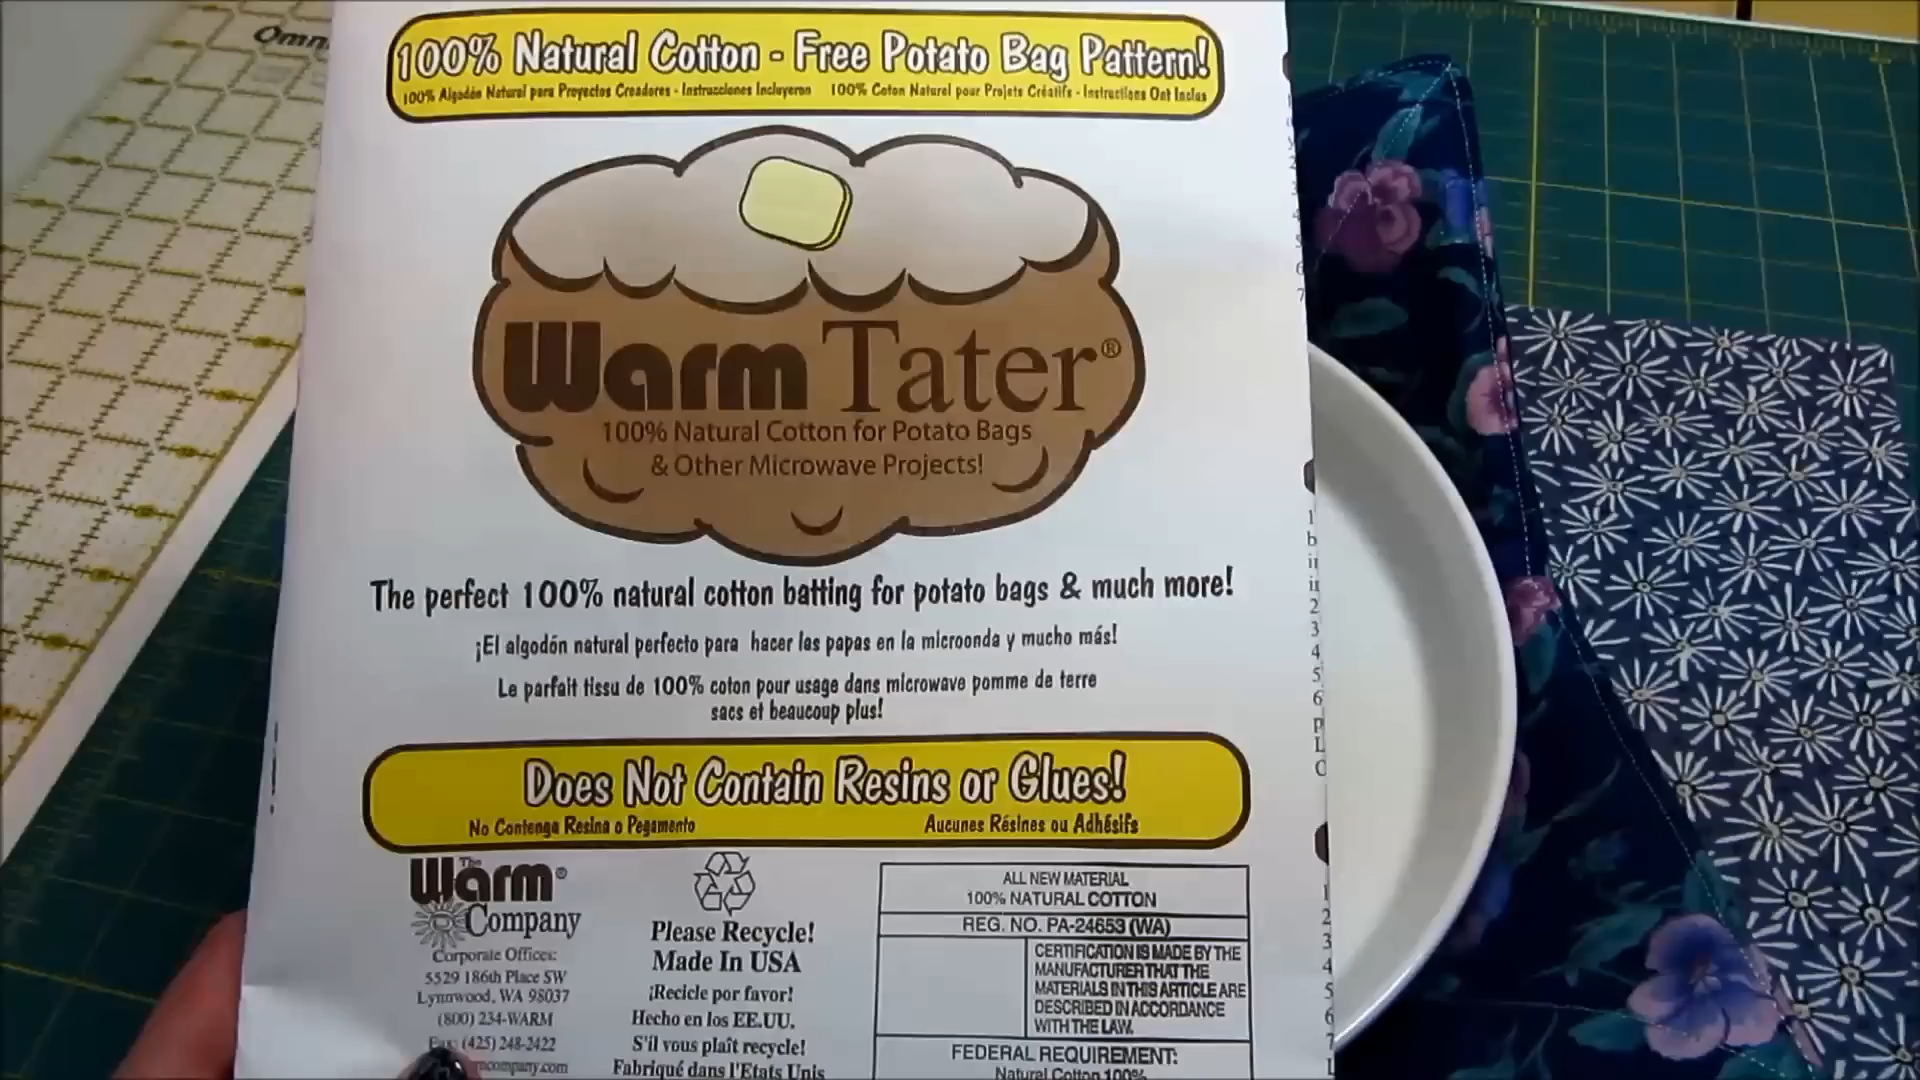 Omni
100% Natural Cotton - Free Potato Bag Pattern!
100% Algodón Natural para Proyectos Creadores - Instrucciones Incluyeron 100% Coton Naturel pour Projets Créatifs - Instructions Ont Inclus
Warm Tater®
100% Natural Cotton for Potato Bags
& Other Microwave Projects!
The perfect 100% natural cotton batting for potato bags & much more!
¡El algodón natural perfecto para hacer las papas en la microonda y mucho más!
Le parfait tissu de 100% coton pour usage dans microwave pomme de terre
sacs et beaucoup plus!
Does Not Contain Resins or Glues!
No Contenga Resina o Pegamento Aucunes Résines ou Adhésifs
The Warm® Company
Corporate Offices:
5529 186th Place SW
Lynnwood, WA 98037
(800) 234-WARM
Fax: (425) 248-2422
mcompany.com
Please Recycle!
Made In USA
¡Recicle por favor!
Hecho en los EE.UU.
S'il vous plaît recycle!
Fabriqué dans l'Etats Unis
ALL NEW MATERIAL
100% NATURAL COTTON
REG. NO. PA-24653 (WA)
CERTIFICATION IS MADE BY THE
MANUFACTURER THAT THE
MATERIALS IN THIS ARTICLE ARE
DESCRIBED IN ACCORDANCE
WITH THE LAW.
FEDERAL REQUIREMENT:
Natural Cotton 100%